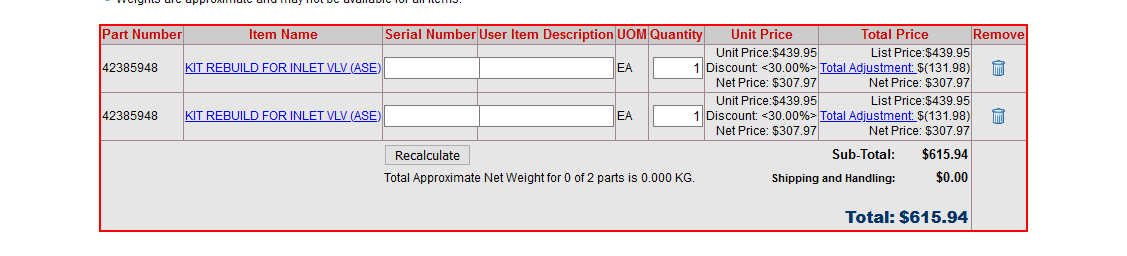 Weights are approximate and may not be available for all items.
Part Number Item Name Serial Number User Item Description UOM Quantity Unit Price Total Price Remove
42385948 KIT REBUILD FOR INLET VLV (ASE) EA 1 Unit Price:$439.95 List Price:$439.95
Discount: <30.00%> Total Adjustment: $(131.98)
Net Price: $307.97 Net Price: $307.97
42385948 KIT REBUILD FOR INLET VLV (ASE) EA 1 Unit Price:$439.95 List Price:$439.95
Discount: <30.00%> Total Adjustment: $(131.98)
Net Price: $307.97 Net Price: $307.97
Recalculate Sub-Total: $615.94
Total Approximate Net Weight for 0 of 2 parts is 0.000 KG. Shipping and Handling: $0.00
Total: $615.94